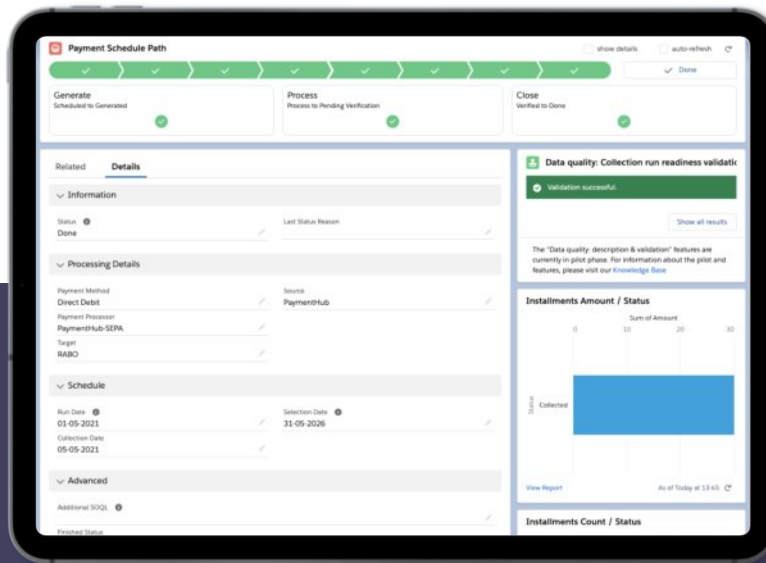 Payment Schedule Path
show details
auto-refresh
Done
Generate
Scheduled to Generated
Process
Process to Pending Verification
Close
Verified to Done
Related Details
Information
Status
Done
Last Status Reason
Processing Details
Payment Method
Direct Debit
Source
PaymentHub
Payment Processor
PaymentHub-SEPA
Target
RABO
Schedule
Run Date
01-05-2021
Selection Date
31-05-2026
Collection Date
05-05-2021
Advanced
Additional SOQL
Finished Status
Data quality: Collection run readiness validatic
Validation successful.
Show all results
The "Data quality: description & validation" features are
currently in pilot phase. For information about the pilot and
features, please visit our Knowledge Base
Installments Amount / Status
Sum of Amount
0 10 20 30
Status
Collected
View Report
As of Today at 13:45
Installments Count / Status